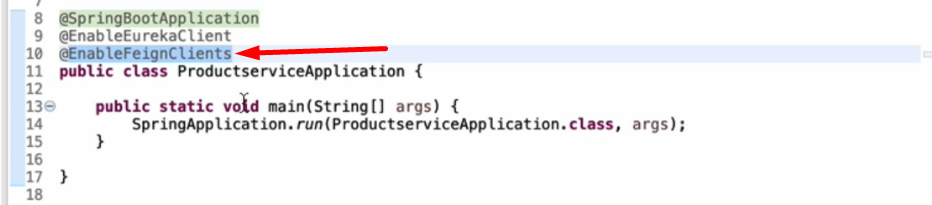 7
8 @SpringBootApplication
9 @EnableEurekaClient
10 @EnableFeignClients
11 public class ProductserviceApplication {
12
13 public static void main(String[] args) {
14 SpringApplication.run(ProductserviceApplication.class, args);
15 }
16
17 }
18